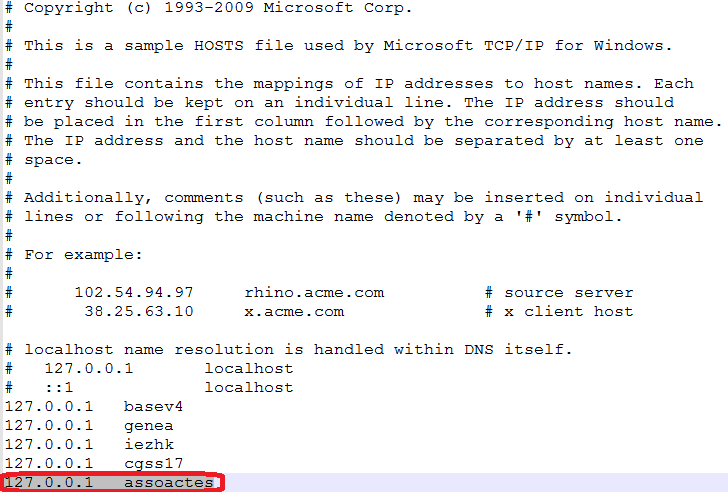 # Copyright (c) 1993-2009 Microsoft Corp.
#
# This is a sample HOSTS file used by Microsoft TCP/IP for Windows.
#
# This file contains the mappings of IP addresses to host names. Each
# entry should be kept on an individual line. The IP address should
# be placed in the first column followed by the corresponding host name.
# The IP address and the host name should be separated by at least one
# space.
#
# Additionally, comments (such as these) may be inserted on individual
# lines or following the machine name denoted by a '#' symbol.
#
# For example:
#
#      102.54.94.97     rhino.acme.com          # source server
#       38.25.63.10     x.acme.com              # x client host

# localhost name resolution is handled within DNS itself.
#   127.0.0.1       localhost
#   ::1             localhost
127.0.0.1   basev4
127.0.0.1   genea
127.0.0.1   iezhk
127.0.0.1   cgss17
127.0.0.1   assoactes